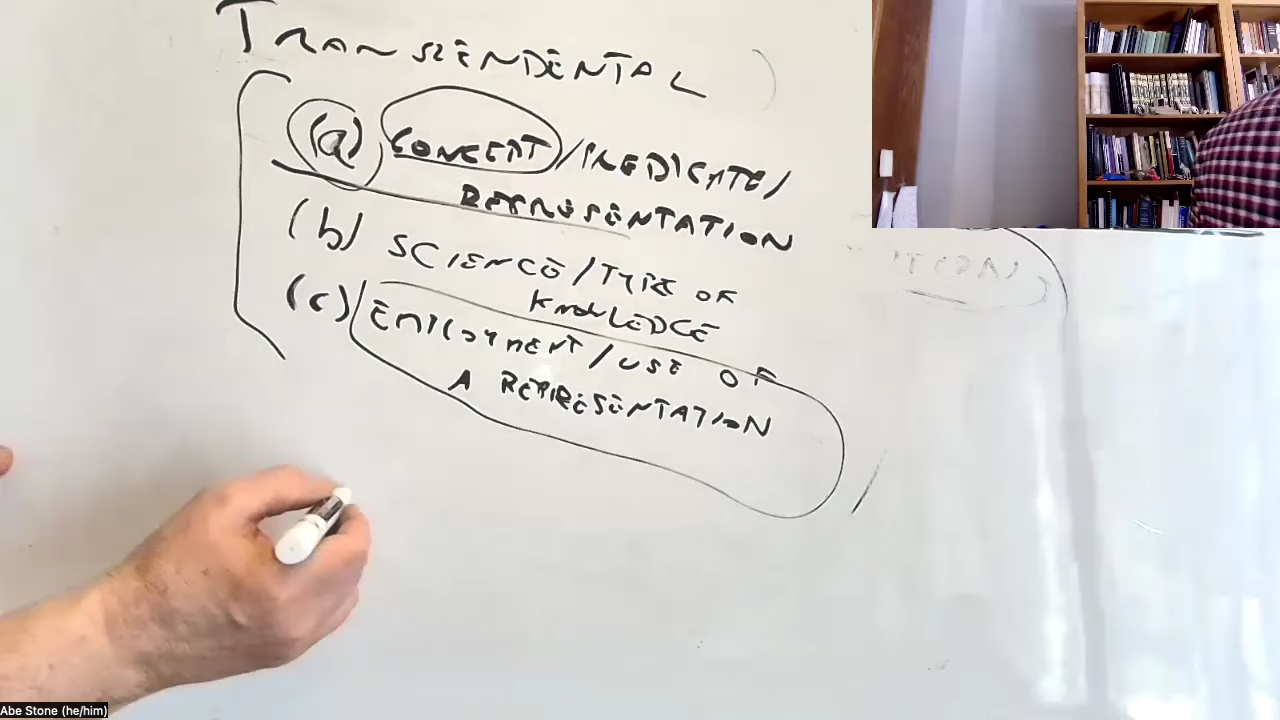 TRANSCENDENTAL
(a) CONCEPT/PREDICATE/
REPRESENTATION
(b) SCIENCE/TYPE OF
KNOWLEDGE
(c) EMPLOYMENT/USE OF
A REPRESENTATION
Abe Stone (he/him)